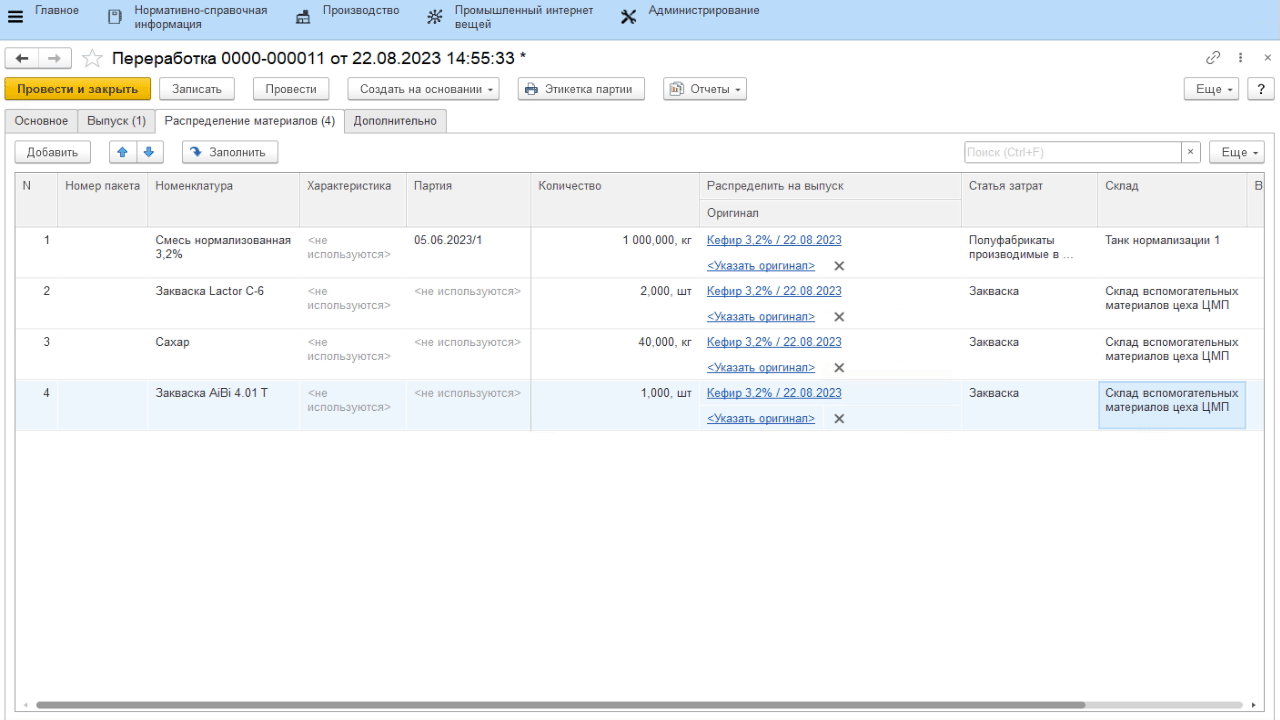 Главное
Нормативно-справочная
информация
Производство
Промышленный интернет
вещей
Администрирование
Переработка 0000-000011 от 22.08.2023 14:55:33 *
Провести и закрыть
Записать
Провести
Создать на основании
Этикетка партии
Отчеты
Еще
?
Основное
Выпуск (1)
Распределение материалов (4)
Дополнительно
Добавить
Заполнить
Поиск (Ctrl+F)
×
Еще
N
Номер пакета
Номенклатура
Характеристика
Партия
Количество
Распределить на выпуск
Оригинал
Статья затрат
Склад
В
1
Смесь нормализованная
3,2%
<не
используются>
05.06.2023/1
1 000,000, кг
Кефир 3,2% / 22.08.2023
<Указать оригинал>
Полуфабрикаты
производимые в ...
Танк нормализации 1
2
Закваска Lactor C-6
<не
используются>
<не используются>
2,000, шт
Кефир 3,2% / 22.08.2023
<Указать оригинал>
Закваска
Склад вспомогательных
материалов цеха ЦМП
3
Сахар
<не
используются>
<не используются>
40,000, кг
Кефир 3,2% / 22.08.2023
<Указать оригинал>
Закваска
Склад вспомогательных
материалов цеха ЦМП
4
Закваска AiBi 4.01 Т
<не
используются>
<не используются>
1,000, шт
Кефир 3,2% / 22.08.2023
<Указать оригинал>
Закваска
Склад вспомогательных
материалов цеха ЦМП